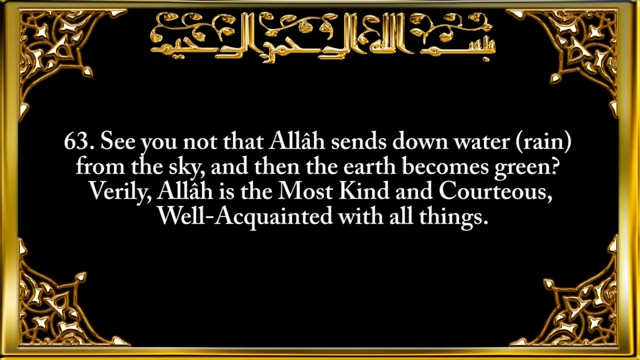 بسم الله الرحمن الرحيم
63. See you not that Allâh sends down water (rain)
from the sky, and then the earth becomes green?
Verily, Allâh is the Most Kind and Courteous,
Well-Acquainted with all things.